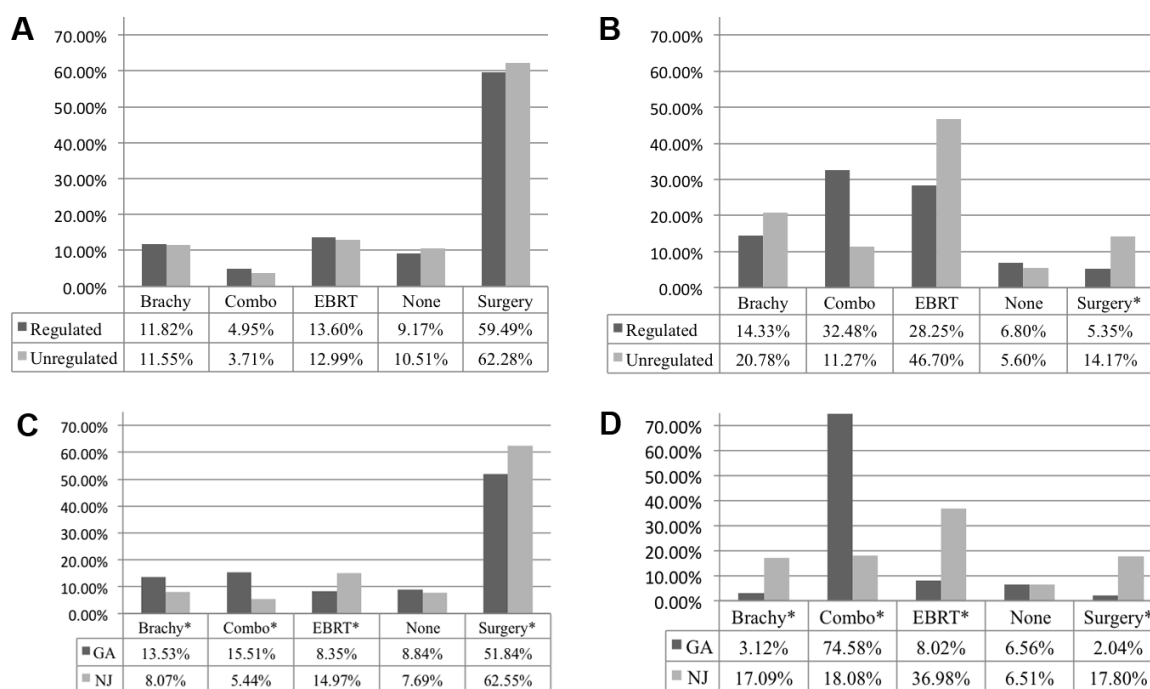 A
70.00%
60.00%
50.00%
40.00%
30.00%
20.00%
10.00%
0.00%
Brachy Combo EBRT None Surgery
Regulated 11.82% 4.95% 13.60% 9.17% 59.49%
Unregulated 11.55% 3.71% 12.99% 10.51% 62.28%
B
70.00%
60.00%
50.00%
40.00%
30.00%
20.00%
10.00%
0.00%
Brachy Combo EBRT None Surgery*
Regulated 14.33% 32.48% 28.25% 6.80% 5.35%
Unregulated 20.78% 11.27% 46.70% 5.60% 14.17%
C
70.00%
60.00%
50.00%
40.00%
30.00%
20.00%
10.00%
0.00%
Brachy* Combo* EBRT* None Surgery*
GA 13.53% 15.51% 8.35% 8.84% 51.84%
NJ 8.07% 5.44% 14.97% 7.69% 62.55%
D
70.00%
60.00%
50.00%
40.00%
30.00%
20.00%
10.00%
0.00%
Brachy* Combo* EBRT* None Surgery*
GA 3.12% 74.58% 8.02% 6.56% 2.04%
NJ 17.09% 18.08% 36.98% 6.51% 17.80%